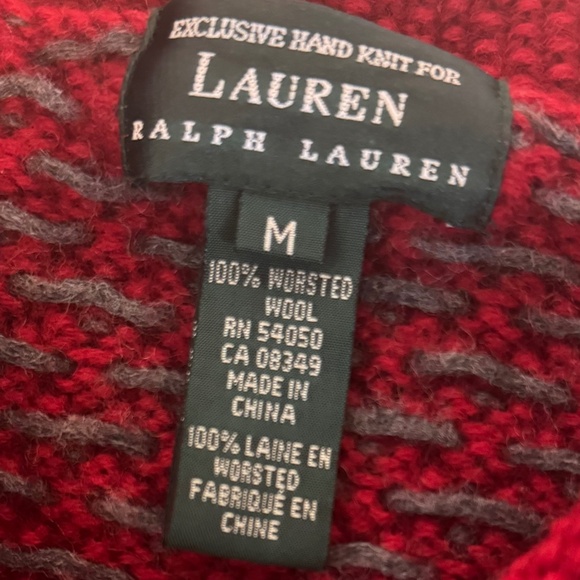 EXCLUSIVE HAND KNIT FOR
LAUREN
RALPH LAUREN
M
100% WORSTED
WOOL
RN 54050
CA 08349
MADE IN
CHINA
100% LAINE EN
WORSTED
FABRIQUÉ EN
CHINE